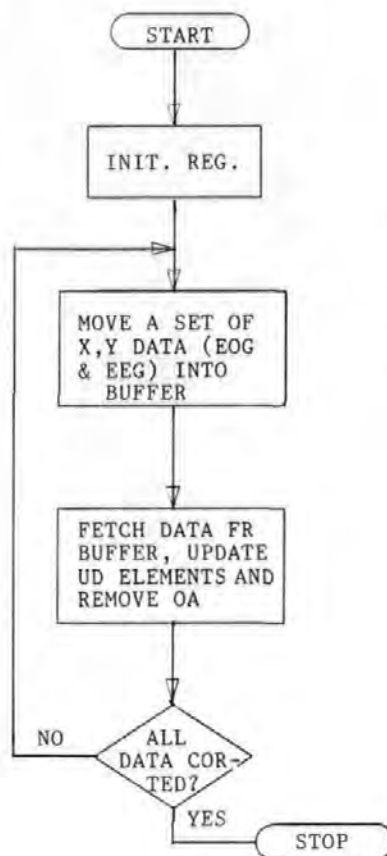 START
INIT. REG.
MOVE A SET OF
X,Y DATA (EOG
& EEG) INTO
BUFFER
FETCH DATA FR
BUFFER, UPDATE
UD ELEMENTS AND
REMOVE OA
NO
ALL
DATA COR-
TED?
YES
STOP